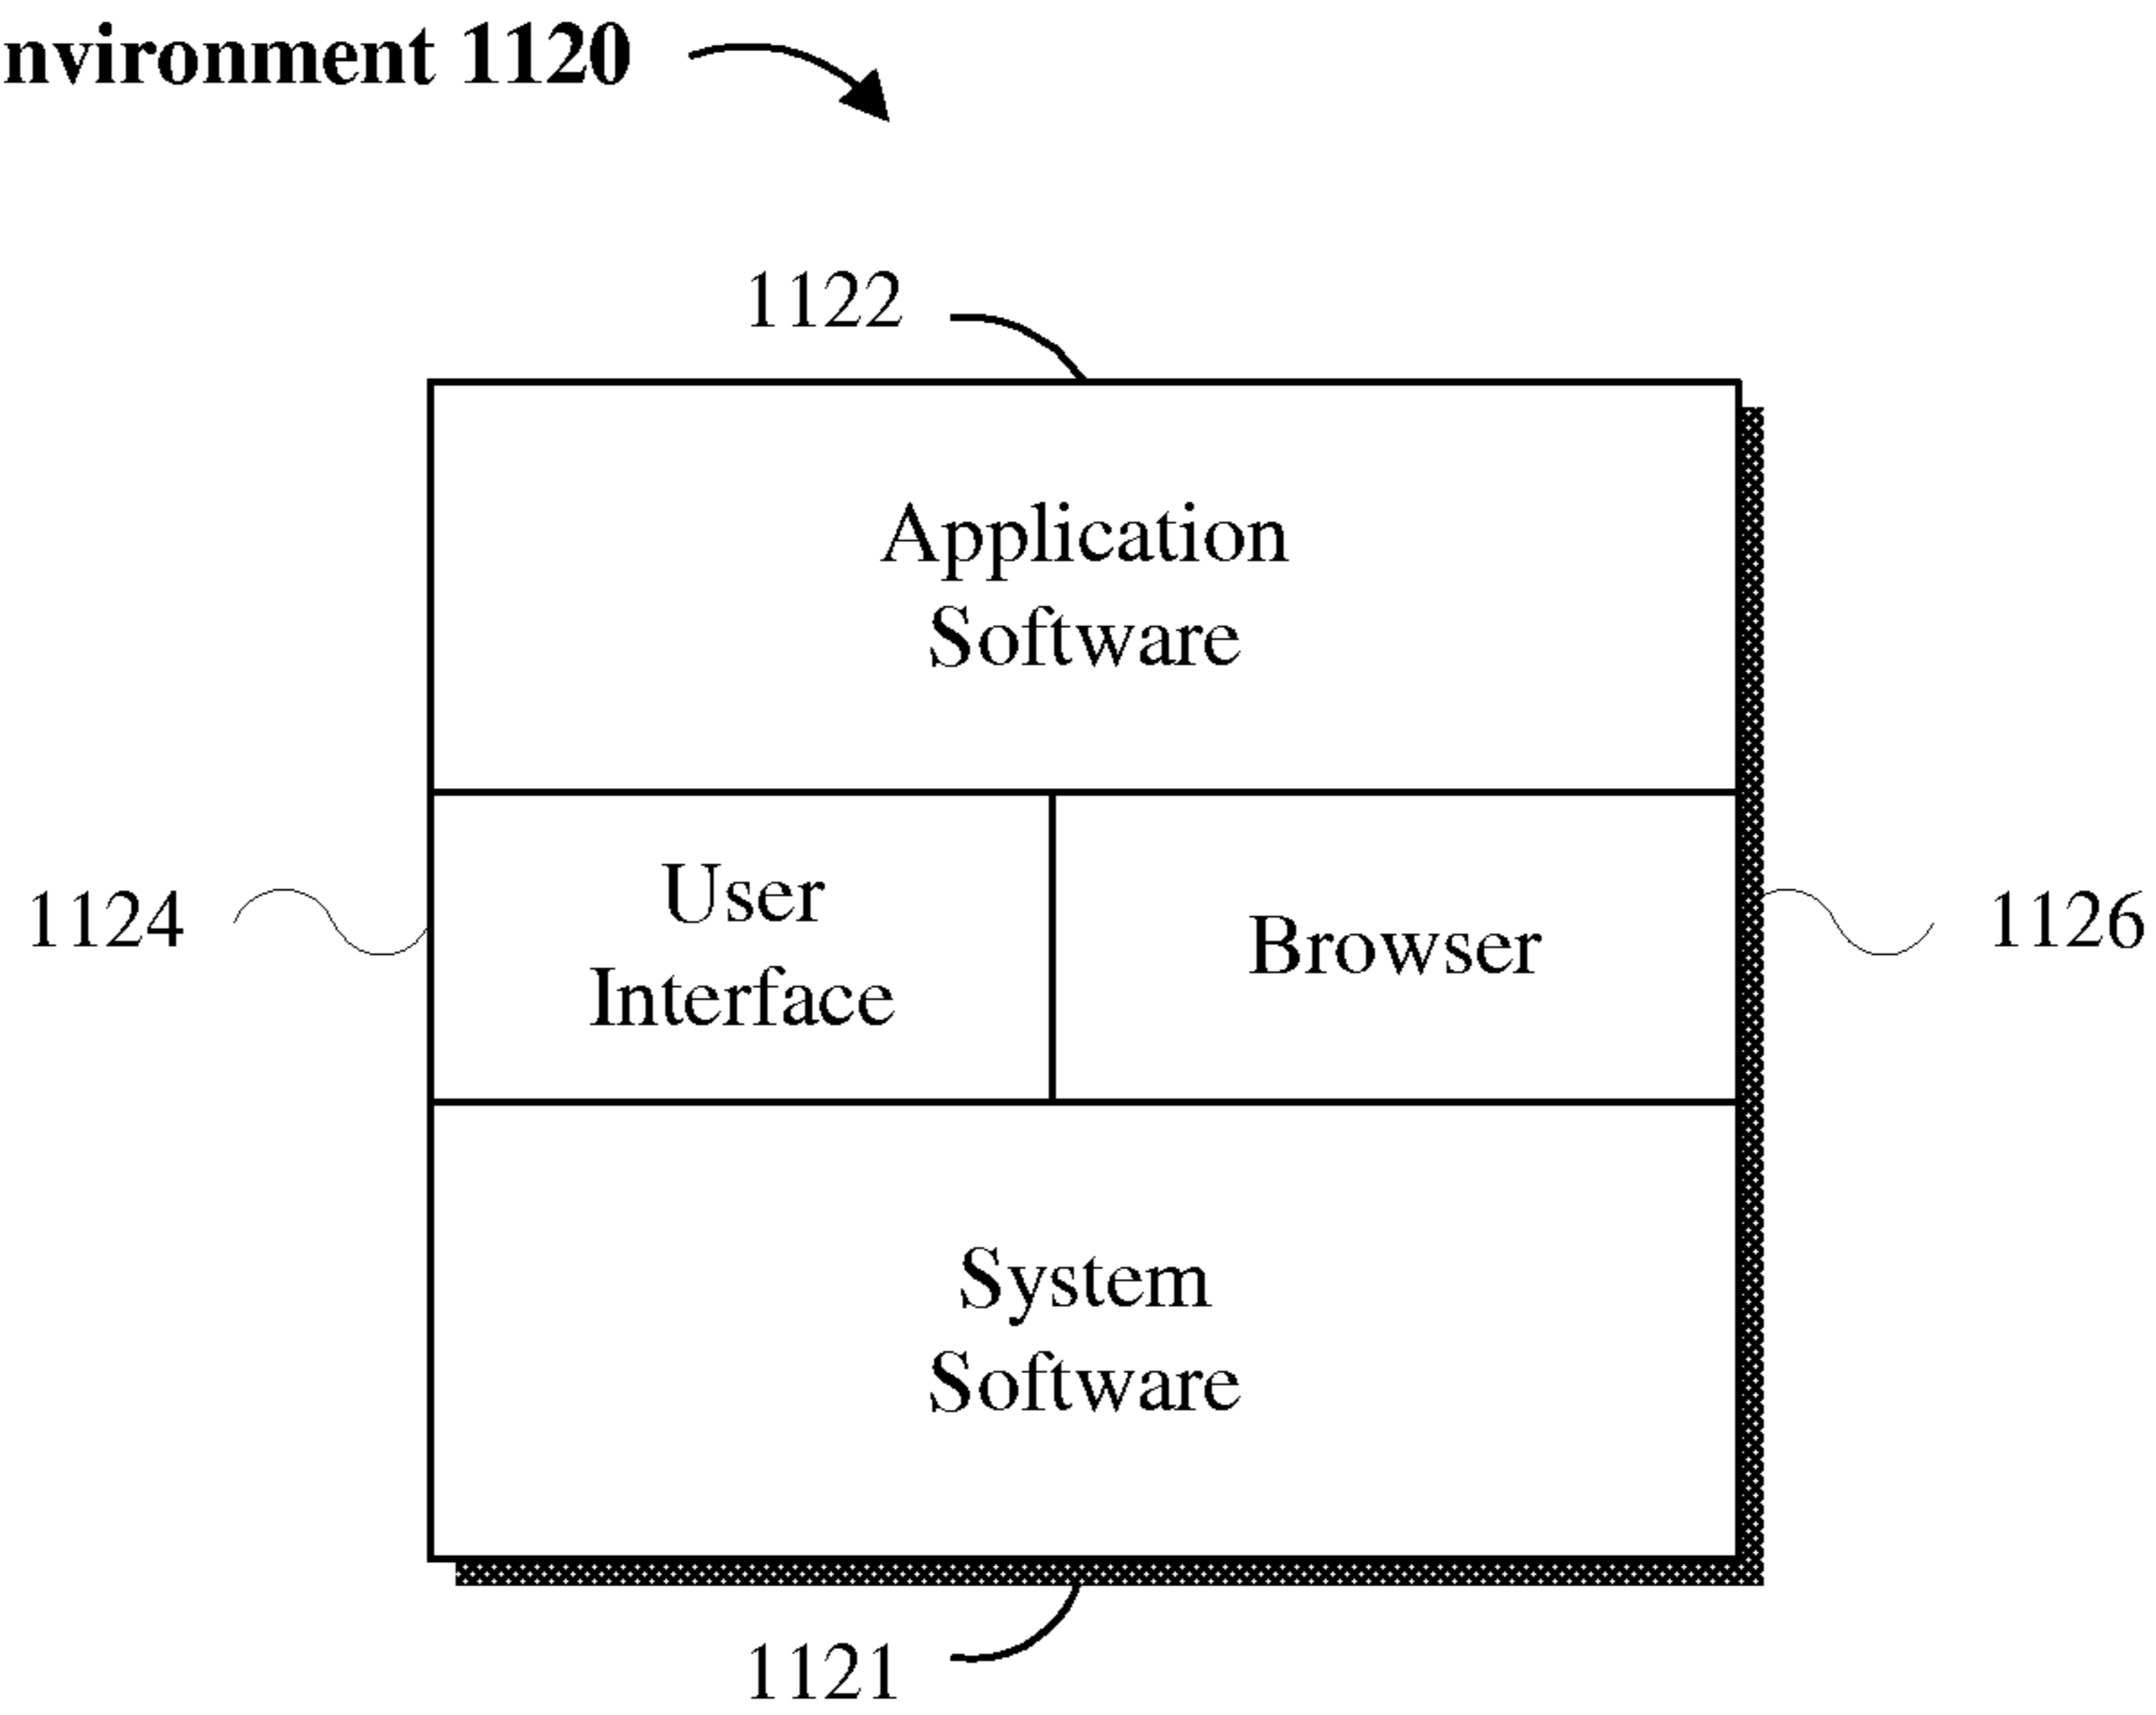 nvironment 1120
1122
Application
Software
1124
User
Interface
Browser
1126
System
Software
1121